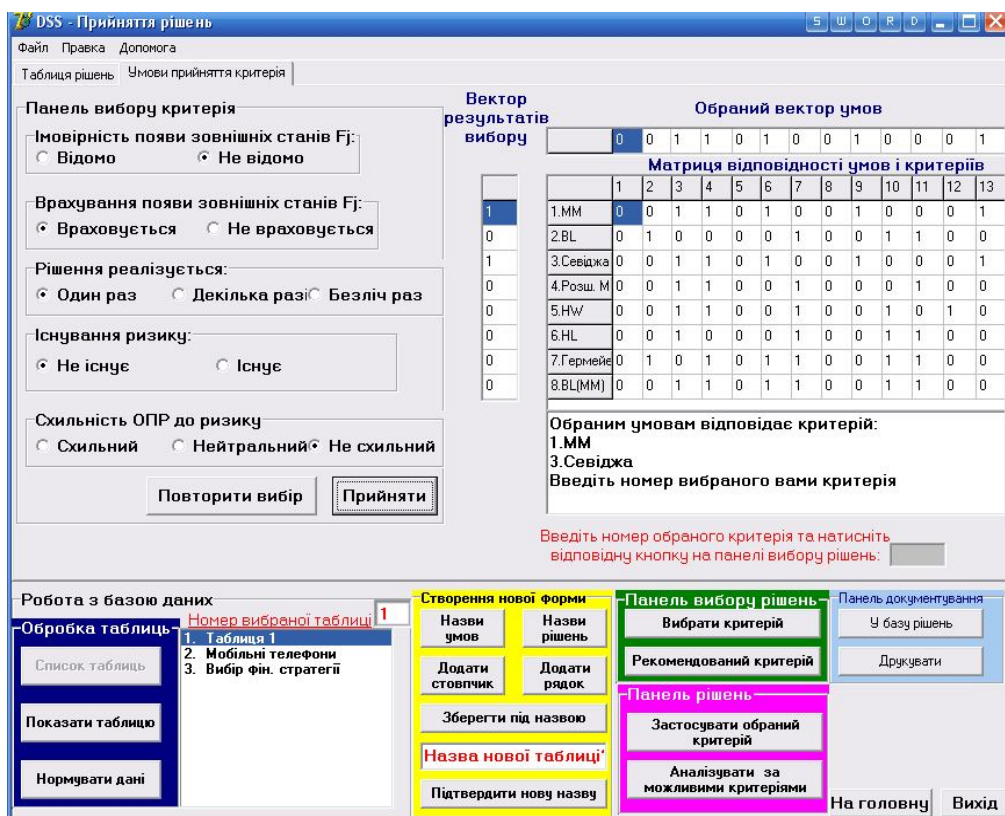 DSS - Прийняття рішень
S W O R D
Файл Правка Допомога
Таблиця рішень Умови прийняття критерія
Панель вибору критерія
Імовірність появи зовнішніх станів Fj:
Відомо Не відомо
Врахування появи зовнішніх станів Fj:
Враховується Не враховується
Рішення реалізується:
Один раз Декілька разі Безліч раз
Існування ризику:
Не існує Існує
Схильність ОПР до ризику
Схильний Нейтральний Не схильний
Повторити вибір Прийняти
Вектор
результатів
вибору
1
0
1
0
0
0
0
0
Обраний вектор умов
0 0 1 1 0 1 0 0 1 0 0 0 1
Матриця відповідності умов і критеріїв
1 2 3 4 5 6 7 8 9 10 11 12 13
1.MM 0 0 1 1 0 1 0 0 1 0 0 0 1
2.BL 0 1 0 0 0 0 1 0 0 1 1 0 0
3.Севіджа 0 0 1 1 0 1 0 0 1 0 0 0 1
4.Розш. М 0 0 1 1 0 0 1 0 0 0 1 0 0
5.HW 0 0 1 1 0 0 1 0 0 1 0 1 0
6.HL 0 1 1 0 0 0 1 0 0 1 1 0 0
7.Гермейе 0 1 0 1 0 1 1 0 0 1 1 0 0
8.BL(MM) 0 0 1 1 0 1 1 0 0 1 1 0 0
Обраним умовам відповідає критерій:
1.MM
3.Севіджа
Введіть номер вибраного вами критерія
Введіть номер обраного критерія та натисніть
відповідну кнопку на панелі вибору рішень:
Робота з базою даних
Номер вибраної таблиці 1
Обробка таблиць
Список таблиць
Показати таблицю
Нормувати дані
1. Таблиця 1
2. Мобільні телефони
3. Вибір фін. стратегії
Створення нової форми
Назви умов
Назви рішень
Додати стовпчик
Додати рядок
Зберегти під назвою
Назва нової таблиці'
Підтвердити нову назву
Панель вибору рішень
Вибрати критерій
Рекомендований критерій
Панель рішень
Застосувати обраний
критерій
Аналізувати за
можливими критеріями
Панель документування
У базу рішень
Друкувати
На головну Вихід